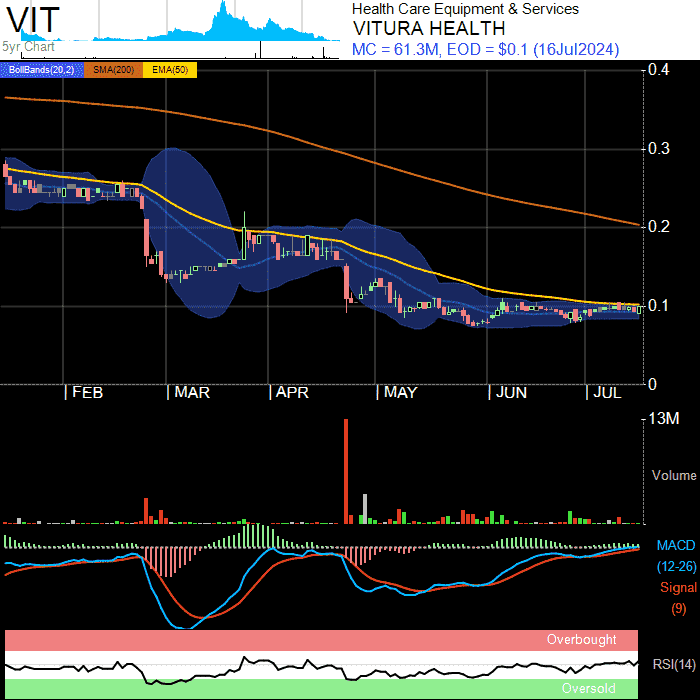 VIT
5yr Chart
Health Care Equipment & Services
VITURA HEALTH
MC = 61.3M, EOD = $0.1 (16Jul2024)
BollBands(20,2) SMA(200) EMA(50)
0.4
0.3
0.2
0.1
0
FEB MAR APR MAY JUN JUL
13M
Volume
MACD
(12-26)
Signal
(9)
Overbought
RSI(14)
Oversold